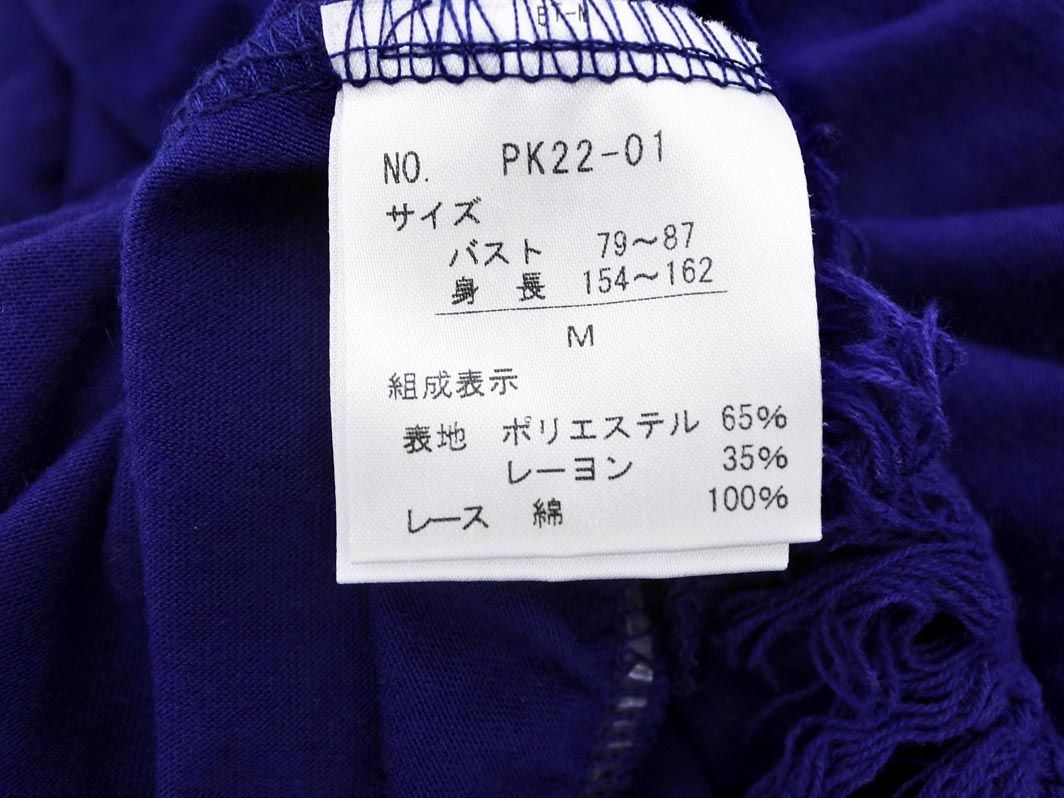 BT-M
NO. PK22-01
サイズ
バスト 79～87
身長 154～162
M
組成表示
表地 ポリエステル 65%
レーヨン 35%
レース 綿 100%